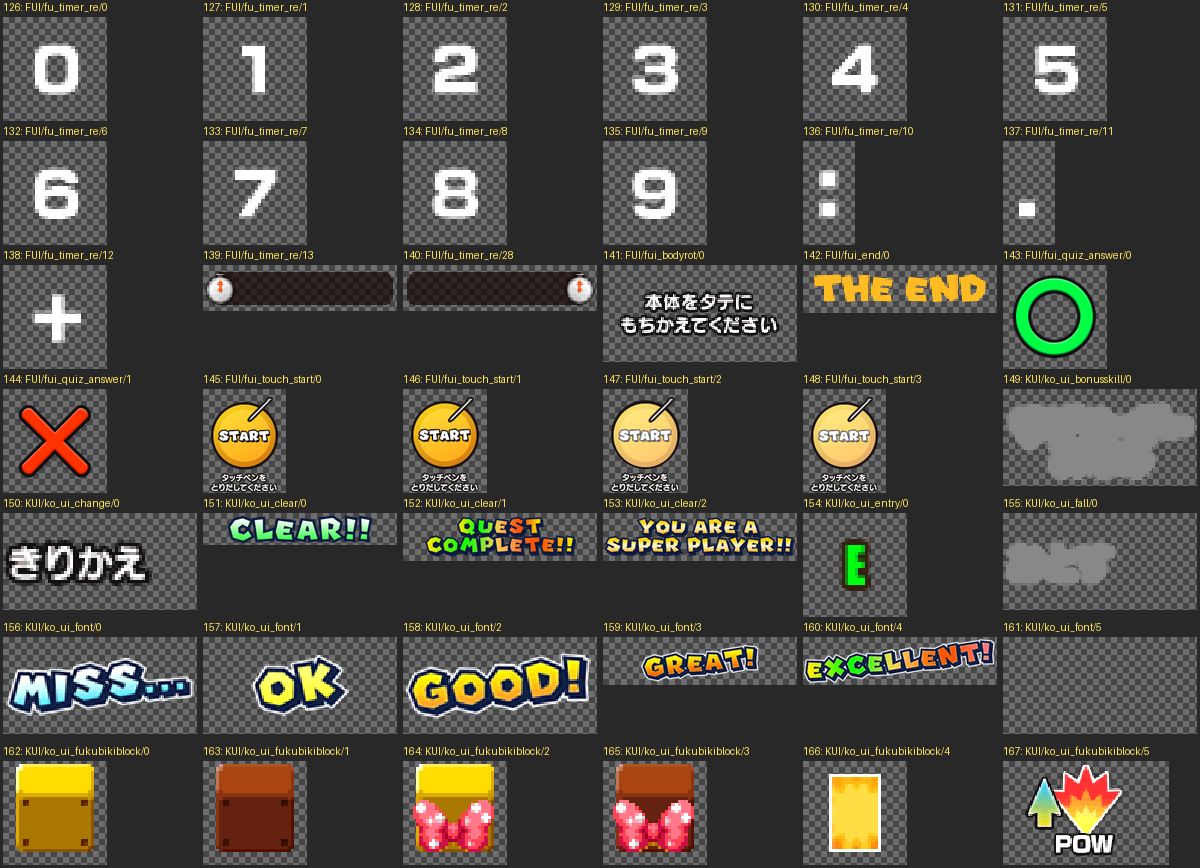 126: FUI/fu_timer_re/0
127: FUI/fu_timer_re/1
128: FUI/fu_timer_re/2
129: FUI/fu_timer_re/3
130: FUI/fu_timer_re/4
131: FUI/fu_timer_re/5
0
1
2
3
4
5
132: FUI/fu_timer_re/6
133: FUI/fu_timer_re/7
134: FUI/fu_timer_re/8
135: FUI/fu_timer_re/9
136: FUI/fu_timer_re/10
137: FUI/fu_timer_re/11
6
7
8
9
:
.
138: FUI/fu_timer_re/12
139: FUI/fu_timer_re/13
140: FUI/fu_timer_re/28
141: FUI/fui_bodyrot/0
142: FUI/fui_end/0
143: FUI/fui_quiz_answer/0
+
本体をタテに
もちかえてください
THE END
144: FUI/fui_quiz_answer/1
145: FUI/fui_touch_start/0
146: FUI/fui_touch_start/1
147: FUI/fui_touch_start/2
148: FUI/fui_touch_start/3
149: KUI/ko_ui_bonusskill/0
START
タッチペンを
とりだしてください
START
タッチペンを
とりだしてください
START
タッチペンを
とりだしてください
START
タッチペンを
とりだしてください
150: KUI/ko_ui_change/0
151: KUI/ko_ui_clear/0
152: KUI/ko_ui_clear/1
153: KUI/ko_ui_clear/2
154: KUI/ko_ui_entry/0
155: KUI/ko_ui_fall/0
きりかえ
CLEAR!!
QUEST
COMPLETE!!
YOU ARE A
SUPER PLAYER!!
E
156: KUI/ko_ui_font/0
157: KUI/ko_ui_font/1
158: KUI/ko_ui_font/2
159: KUI/ko_ui_font/3
160: KUI/ko_ui_font/4
161: KUI/ko_ui_font/5
MISS...
OK
GOOD!
GREAT!
EXCELLENT!
162: KUI/ko_ui_fukubikiblock/0
163: KUI/ko_ui_fukubikiblock/1
164: KUI/ko_ui_fukubikiblock/2
165: KUI/ko_ui_fukubikiblock/3
166: KUI/ko_ui_fukubikiblock/4
167: KUI/ko_ui_fukubikiblock/5
POW